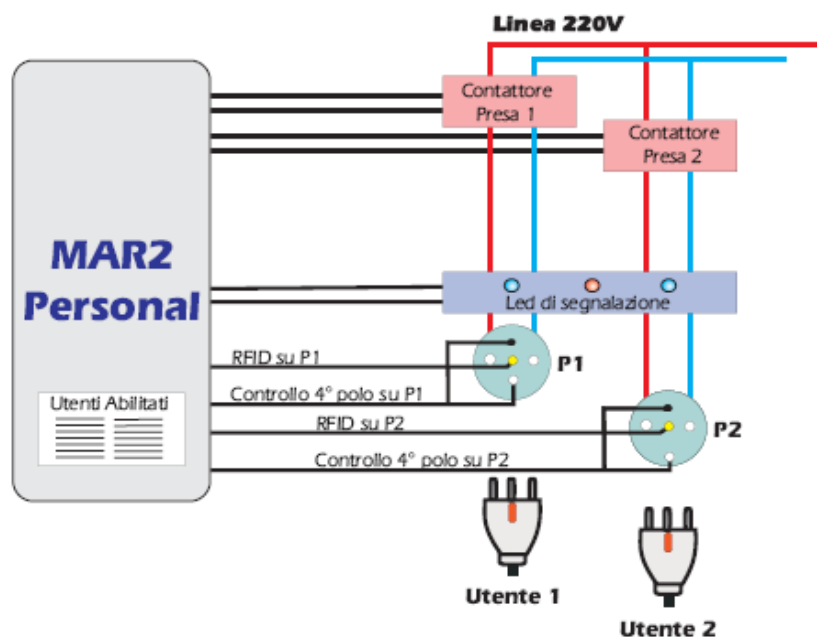 Linea 220V
Contattore
Presa 1
Contattore
Presa 2
MAR2
Personal
Led di segnalazione
RFID su P1
P1
Controllo 4° polo su P1
Utenti Abilitati
RFID su P2
P2
Controllo 4° polo su P2
Utente 1
Utente 2